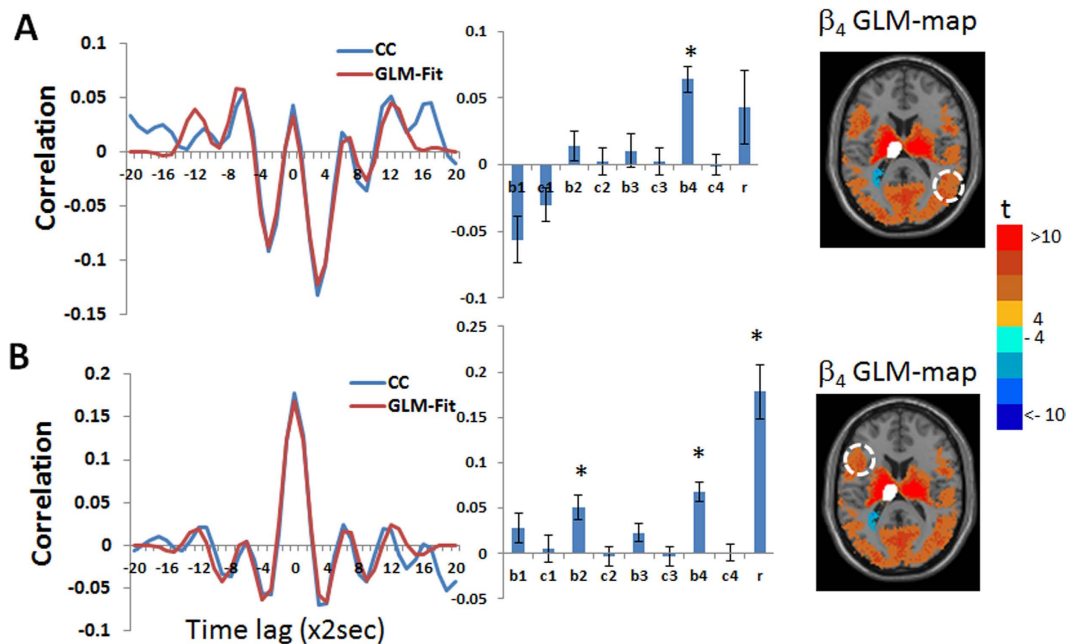 A
0.1
0.05
0
-0.05
-0.1
-0.15
Correlation
-20 -16 -12 -8 -4 0 4 8 12 16 20
CC
GLM-Fit
0.1
0.05
0
-0.05
-0.1
*
b1 c1 b2 c2 b3 c3 b4 c4 r
β4 GLM-map
t
>10
4
- 4
<- 10
B
0.2
0.15
0.1
0.05
0
-0.05
-0.1
Correlation
-20 -16 -12 -8 -4 0 4 8 12 16 20
Time lag (x2sec)
CC
GLM-Fit
0.25
0.2
0.15
0.1
0.05
0
0.05
* * *
b1 c1 b2 c2 b3 c3 b4 c4 r
β4 GLM-map